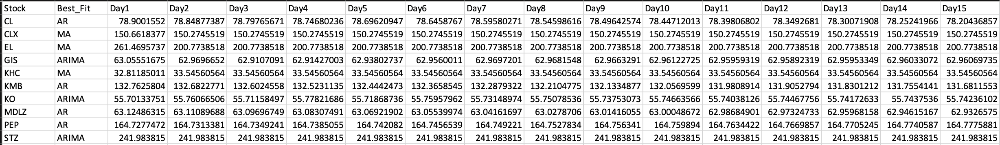 Stock Best_Fit Day1 Day2 Day3 Day4 Day5 Day6 Day7 Day8 Day9 Day10 Day11 Day12 Day13 Day14 Day15
CL AR 78.9001552 78.84877387 78.79765671 78.74680236 78.69620947 78.6458767 78.59580271 78.54598616 78.49642574 78.44712013 78.39806802 78.3492681 78.30071908 78.25241966 78.20436857
CLX MA 150.6618377 150.2745519 150.2745519 150.2745519 150.2745519 150.2745519 150.2745519 150.2745519 150.2745519 150.2745519 150.2745519 150.2745519 150.2745519 150.2745519 150.2745519
EL MA 261.4695737 200.7738518 200.7738518 200.7738518 200.7738518 200.7738518 200.7738518 200.7738518 200.7738518 200.7738518 200.7738518 200.7738518 200.7738518 200.7738518 200.7738518
GIS ARIMA 63.05551675 62.9696652 62.9107091 62.91427003 62.93802737 62.9560011 62.9697201 62.9681548 62.9663291 62.96122725 62.95959319 62.95892319 62.95953349 62.96033072 62.96069735
KHC MA 32.81185011 33.54560564 33.54560564 33.54560564 33.54560564 33.54560564 33.54560564 33.54560564 33.54560564 33.54560564 33.54560564 33.54560564 33.54560564 33.54560564 33.54560564
KMB AR 132.7625804 132.6822771 132.6024558 132.5231135 132.4442473 132.3658545 132.2879322 132.2104775 132.1334877 132.0569599 131.9808914 131.9052794 131.8301212 131.7554141 131.6811553
KO ARIMA 55.70133751 55.76066506 55.71158497 55.77821686 55.71868736 55.75957962 55.73148974 55.75078536 55.73753073 55.74663566 55.74038126 55.74467756 55.74172633 55.7437536 55.74236102
MDLZ AR 63.12486315 63.11089688 63.09696749 63.08307491 63.06921902 63.05539974 63.04161697 63.0278706 63.01416055 63.00048672 62.98684901 62.97324733 62.95968158 62.94615167 62.9326575
PEP AR 164.7277472 164.7313381 164.7349241 164.7385055 164.742082 164.7456539 164.749221 164.7527834 164.756341 164.759894 164.7634422 164.7669857 164.7705245 164.7740587 164.7775881
STZ ARIMA 241.983815 241.983815 241.983815 241.983815 241.983815 241.983815 241.983815 241.983815 241.983815 241.983815 241.983815 241.983815 241.983815 241.983815 241.983815